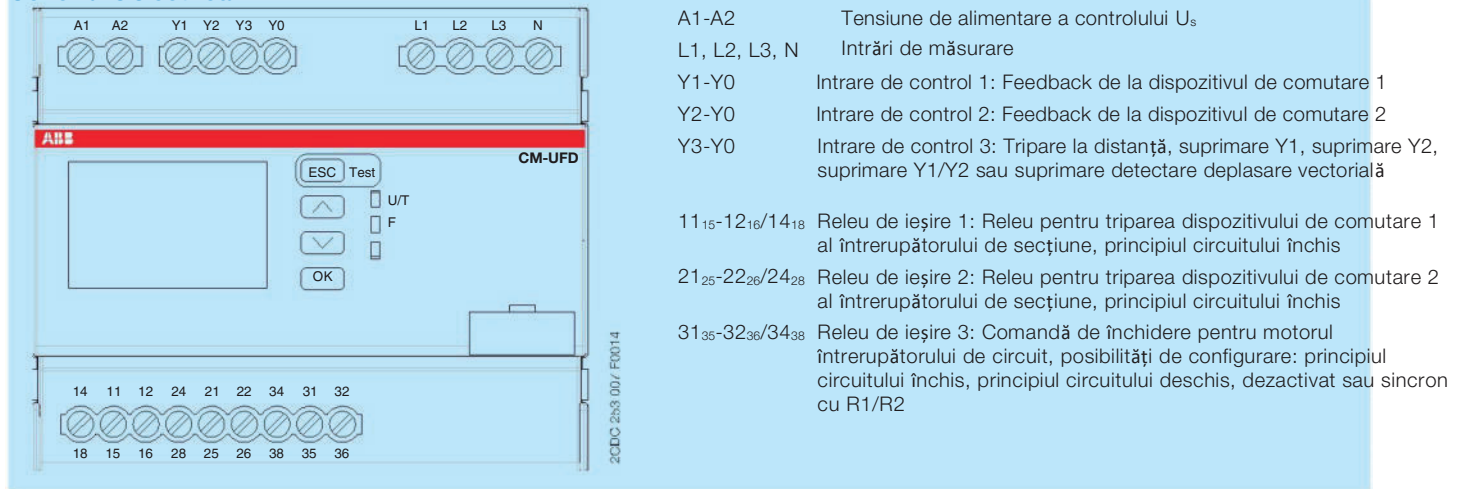 A1 A2 Y1 Y2 Y3 Y0 L1 L2 L3 N
ABB
CM-UFD
ESC Test
U/T
F
OK
14 11 12 24 21 22 34 31 32
18 15 16 28 25 26 38 35 36
2CDC 253 007 F0014
A1-A2 Tensiune de alimentare a controlului Us
L1, L2, L3, N Intrări de măsurare
Y1-Y0 Intrare de control 1: Feedback de la dispozitivul de comutare 1
Y2-Y0 Intrare de control 2: Feedback de la dispozitivul de comutare 2
Y3-Y0 Intrare de control 3: Tripare la distanță, suprimare Y1, suprimare Y2,
suprimare Y1/Y2 sau suprimare detectare deplasare vectorială
11₁₅-12₁₆/14₁₈ Releu de ieșire 1: Releu pentru triparea dispozitivului de comutare 1
al întrerupătorului de secțiune, principiul circuitului închis
21₂₅-22₂₆/24₂₈ Releu de ieșire 2: Releu pentru triparea dispozitivului de comutare 2
al întrerupătorului de secțiune, principiul circuitului închis
31₃₅-32₃₆/34₃₈ Releu de ieșire 3: Comandă de închidere pentru motorul
întrerupătorului de circuit, posibilități de configurare: principiul
circuitului închis, principiul circuitului deschis, dezactivat sau sincron
cu R1/R2